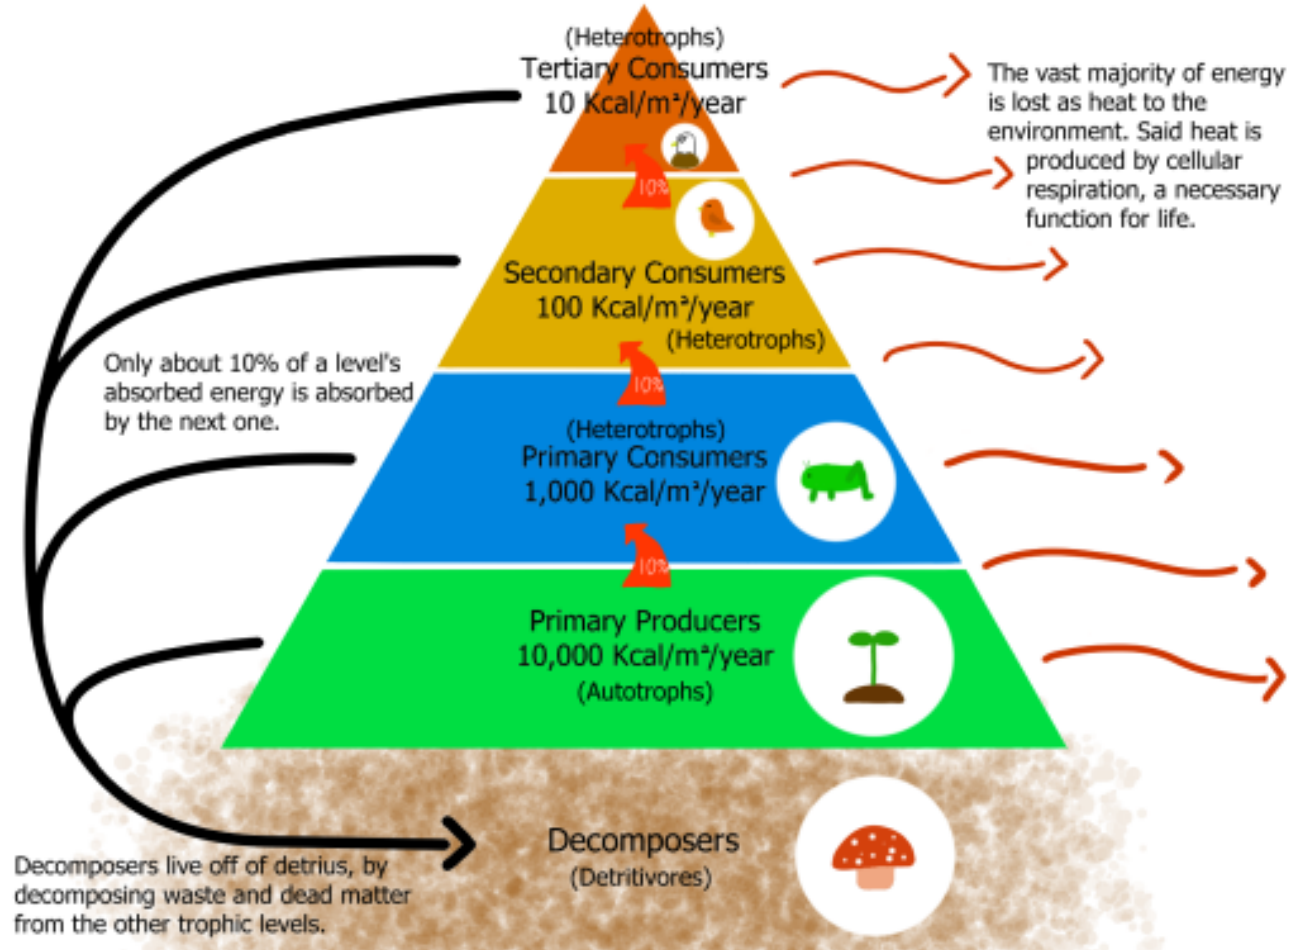 (Heterotrophs)
Tertiary Consumers
10 Kcal/m²/year
The vast majority of energy
is lost as heat to the
environment. Said heat is
produced by cellular
respiration, a necessary
function for life.
10%
Secondary Consumers
100 Kcal/m²/year
(Heterotrophs)
Only about 10% of a level's
absorbed energy is absorbed
by the next one.
10%
(Heterotrophs)
Primary Consumers
1,000 Kcal/m²/year
10%
Primary Producers
10,000 Kcal/m²/year
(Autotrophs)
Decomposers
(Detritivores)
Decomposers live off of detrius, by
decomposing waste and dead matter
from the other trophic levels.